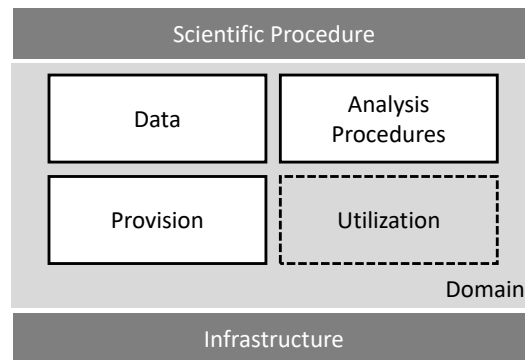 Scientific Procedure
Data
Analysis
Procedures
Provision
Utilization
Domain
Infrastructure